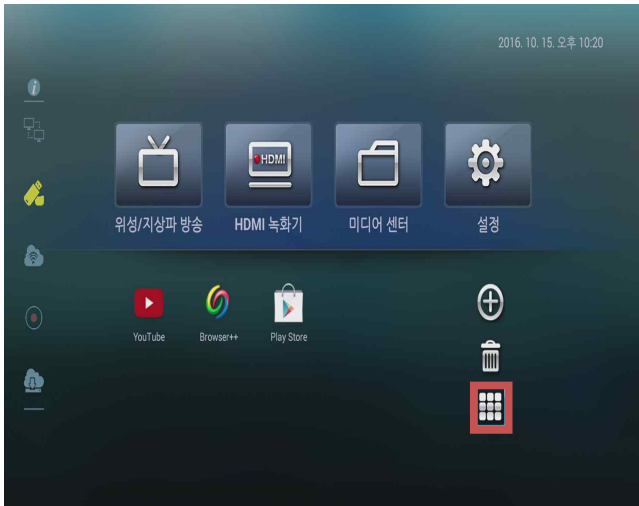 2016. 10. 15. 오후 10:20
HDMI
위성/지상파 방송 HDMI 녹화기 미디어 센터 설정
YouTube Browser++ Play Store